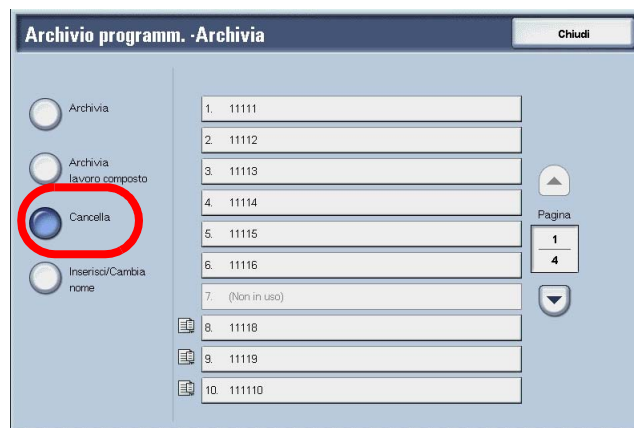 Archivio programm. -Archivia
Chiudi
Archivia
Archivia
lavoro composto
Cancella
Inserisci/Cambia
nome
1. 11111
2. 11112
3. 11113
4. 11114
5. 11115
6. 11116
7. (Non in uso)
8. 11118
9. 11119
10. 111110
Pagina
1
4